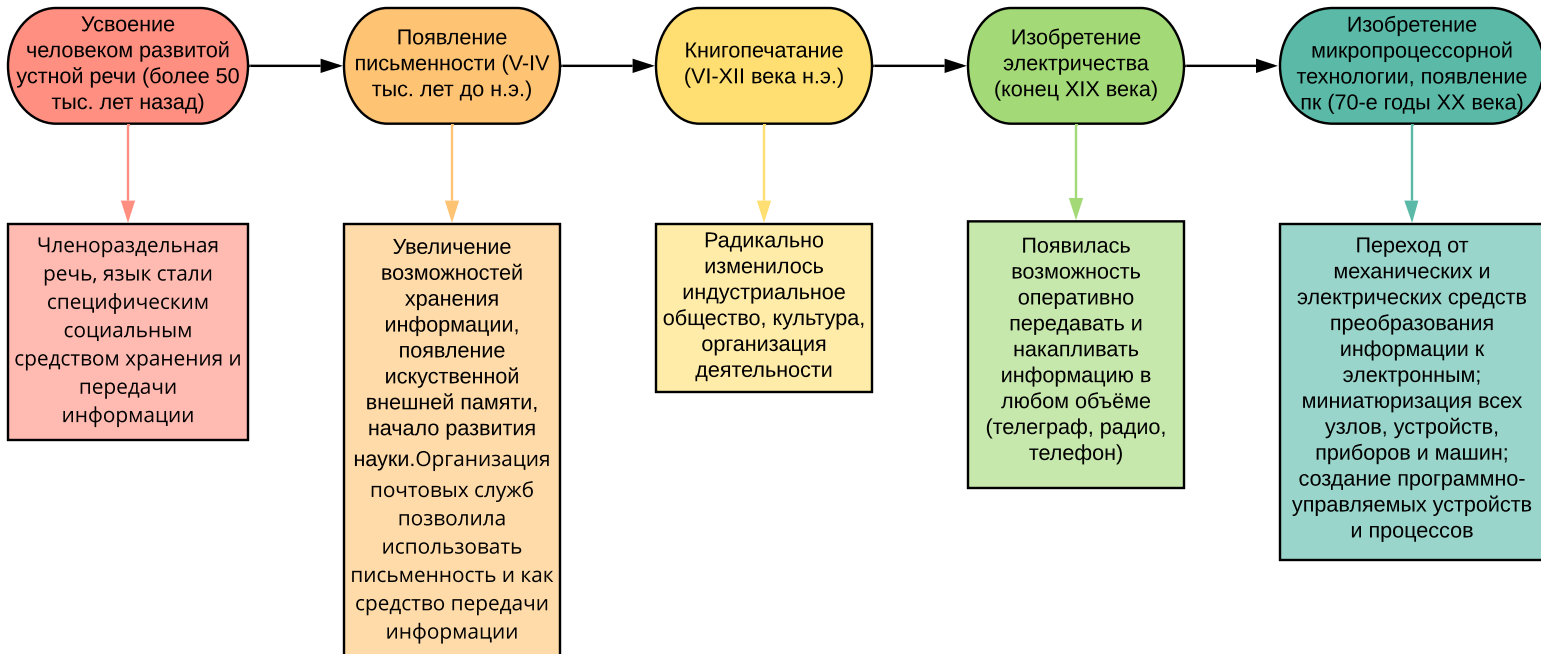 Усвоение
человеком развитой
устной речи (более 50
тыс. лет назад)
Появление
письменности (V-IV
тыс. лет до н.э.)
Книгопечатание
(VI-XII века н.э.)
Изобретение
электричества
(конец XIX века)
Изобретение
микропроцессорной
технологии, появление
пк (70-е годы XX века)
Членораздельная
речь, язык стали
специфическим
социальным
средством хранения и
передачи
информации
Увеличение
возможностей
хранения
информации,
появление
искуственной
внешней памяти,
начало развития
науки.Организация
почтовых служб
позволила
использовать
письменность и как
средство передачи
информации
Радикально
изменилось
индустриальное
общество, культура,
организация
деятельности
Появилась
возможность
оперативно
передавать и
накапливать
информацию в
любом объёме
(телеграф, радио,
телефон)
Переход от
механических и
электрических средств
преобразования
информации к
электронным;
миниатюризация всех
узлов, устройств,
приборов и машин;
создание программно-
управляемых устройств
и процессов